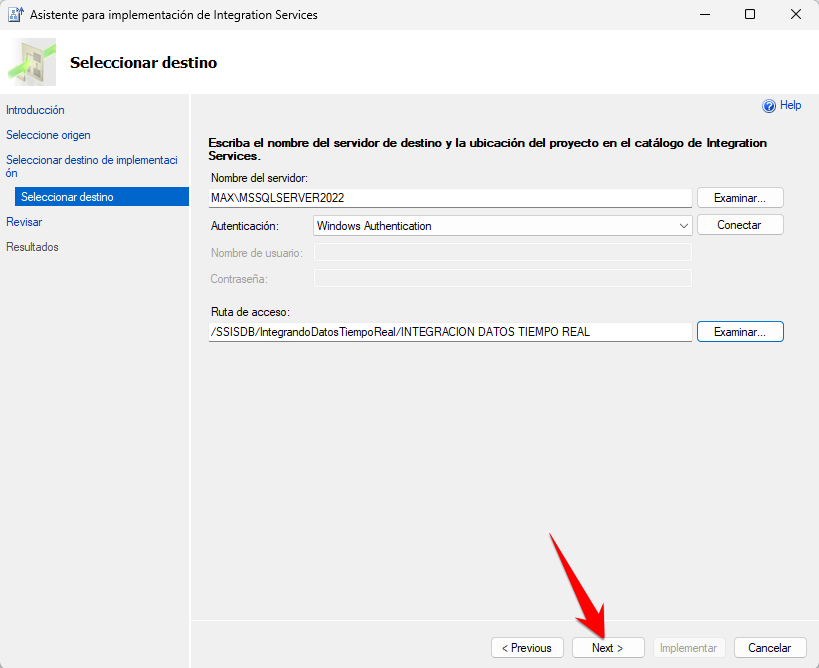 Asistente para implementación de Integration Services
Seleccionar destino
Introducción
Seleccione origen
Seleccionar destino de implementaci
ón
Seleccionar destino
Revisar
Resultados
Help
Escriba el nombre del servidor de destino y la ubicación del proyecto en el catálogo de Integration
Services.
Nombre del servidor:
MAX\MSSQLSERVER2022
Examinar...
Autenticación:
Windows Authentication
Conectar
Nombre de usuario:
Contraseña:
Ruta de acceso:
/SSISDB/IntegrandoDatosTiempoReal/INTEGRACION DATOS TIEMPO REAL
Examinar...
< Previous
Next >
Implementar
Cancelar